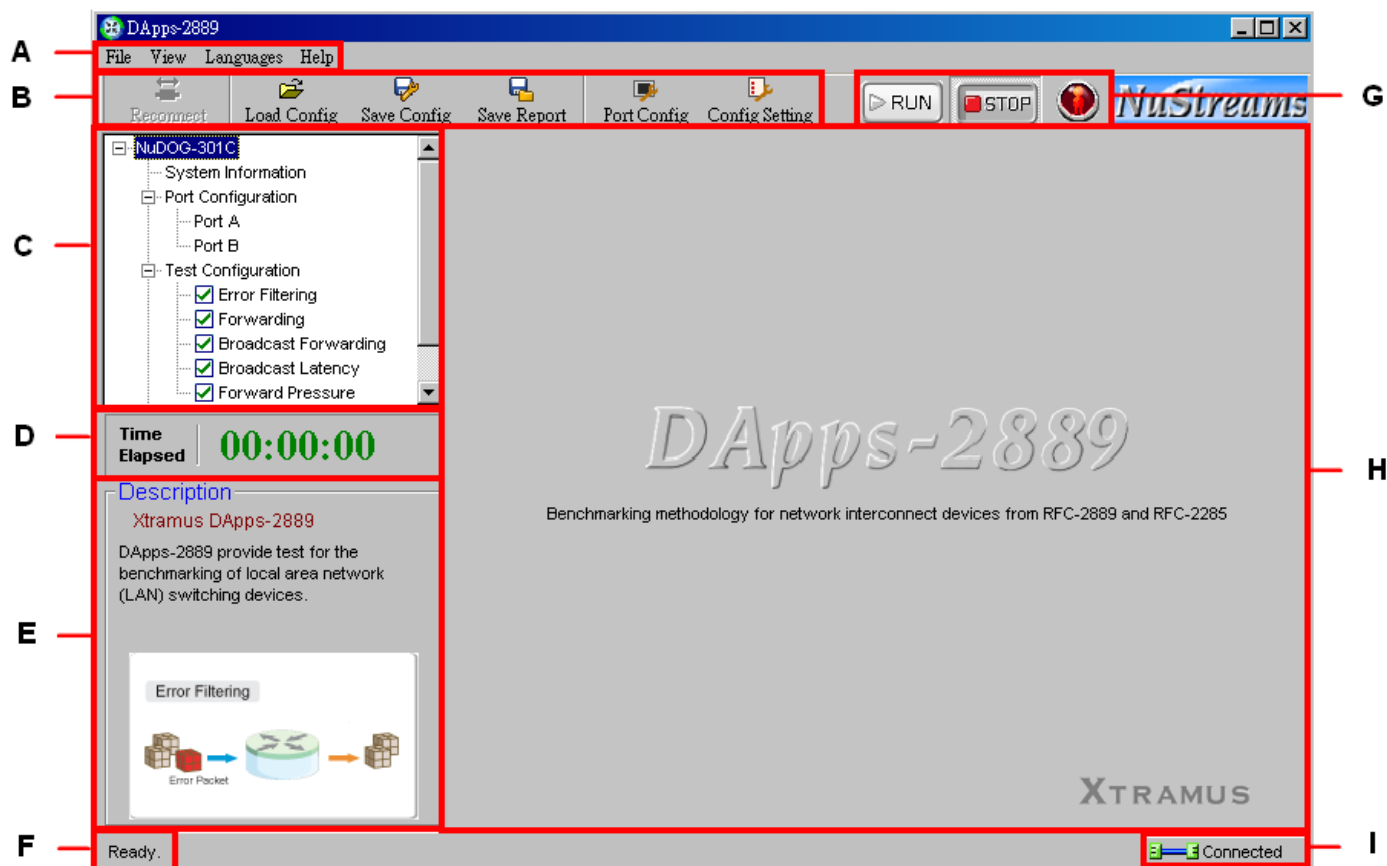 DApps-2889
A
File View Languages Help
B
Reconnect Load Config Save Config Save Report Port Config Config Setting
RUN STOP
NuStreams
G
C
NuDOG-301C
System Information
Port Configuration
Port A
Port B
Test Configuration
Error Filtering
Forwarding
Broadcast Forwarding
Broadcast Latency
Forward Pressure
D
Time
Elapsed
00:00:00
E
Description
Xtramus DApps-2889
DApps-2889 provide test for the
benchmarking of local area network
(LAN) switching devices.
Error Filtering
Error Packet
DApps-2889
Benchmarking methodology for network interconnect devices from RFC-2889 and RFC-2285
H
XTRAMUS
F
Ready.
Connected
I